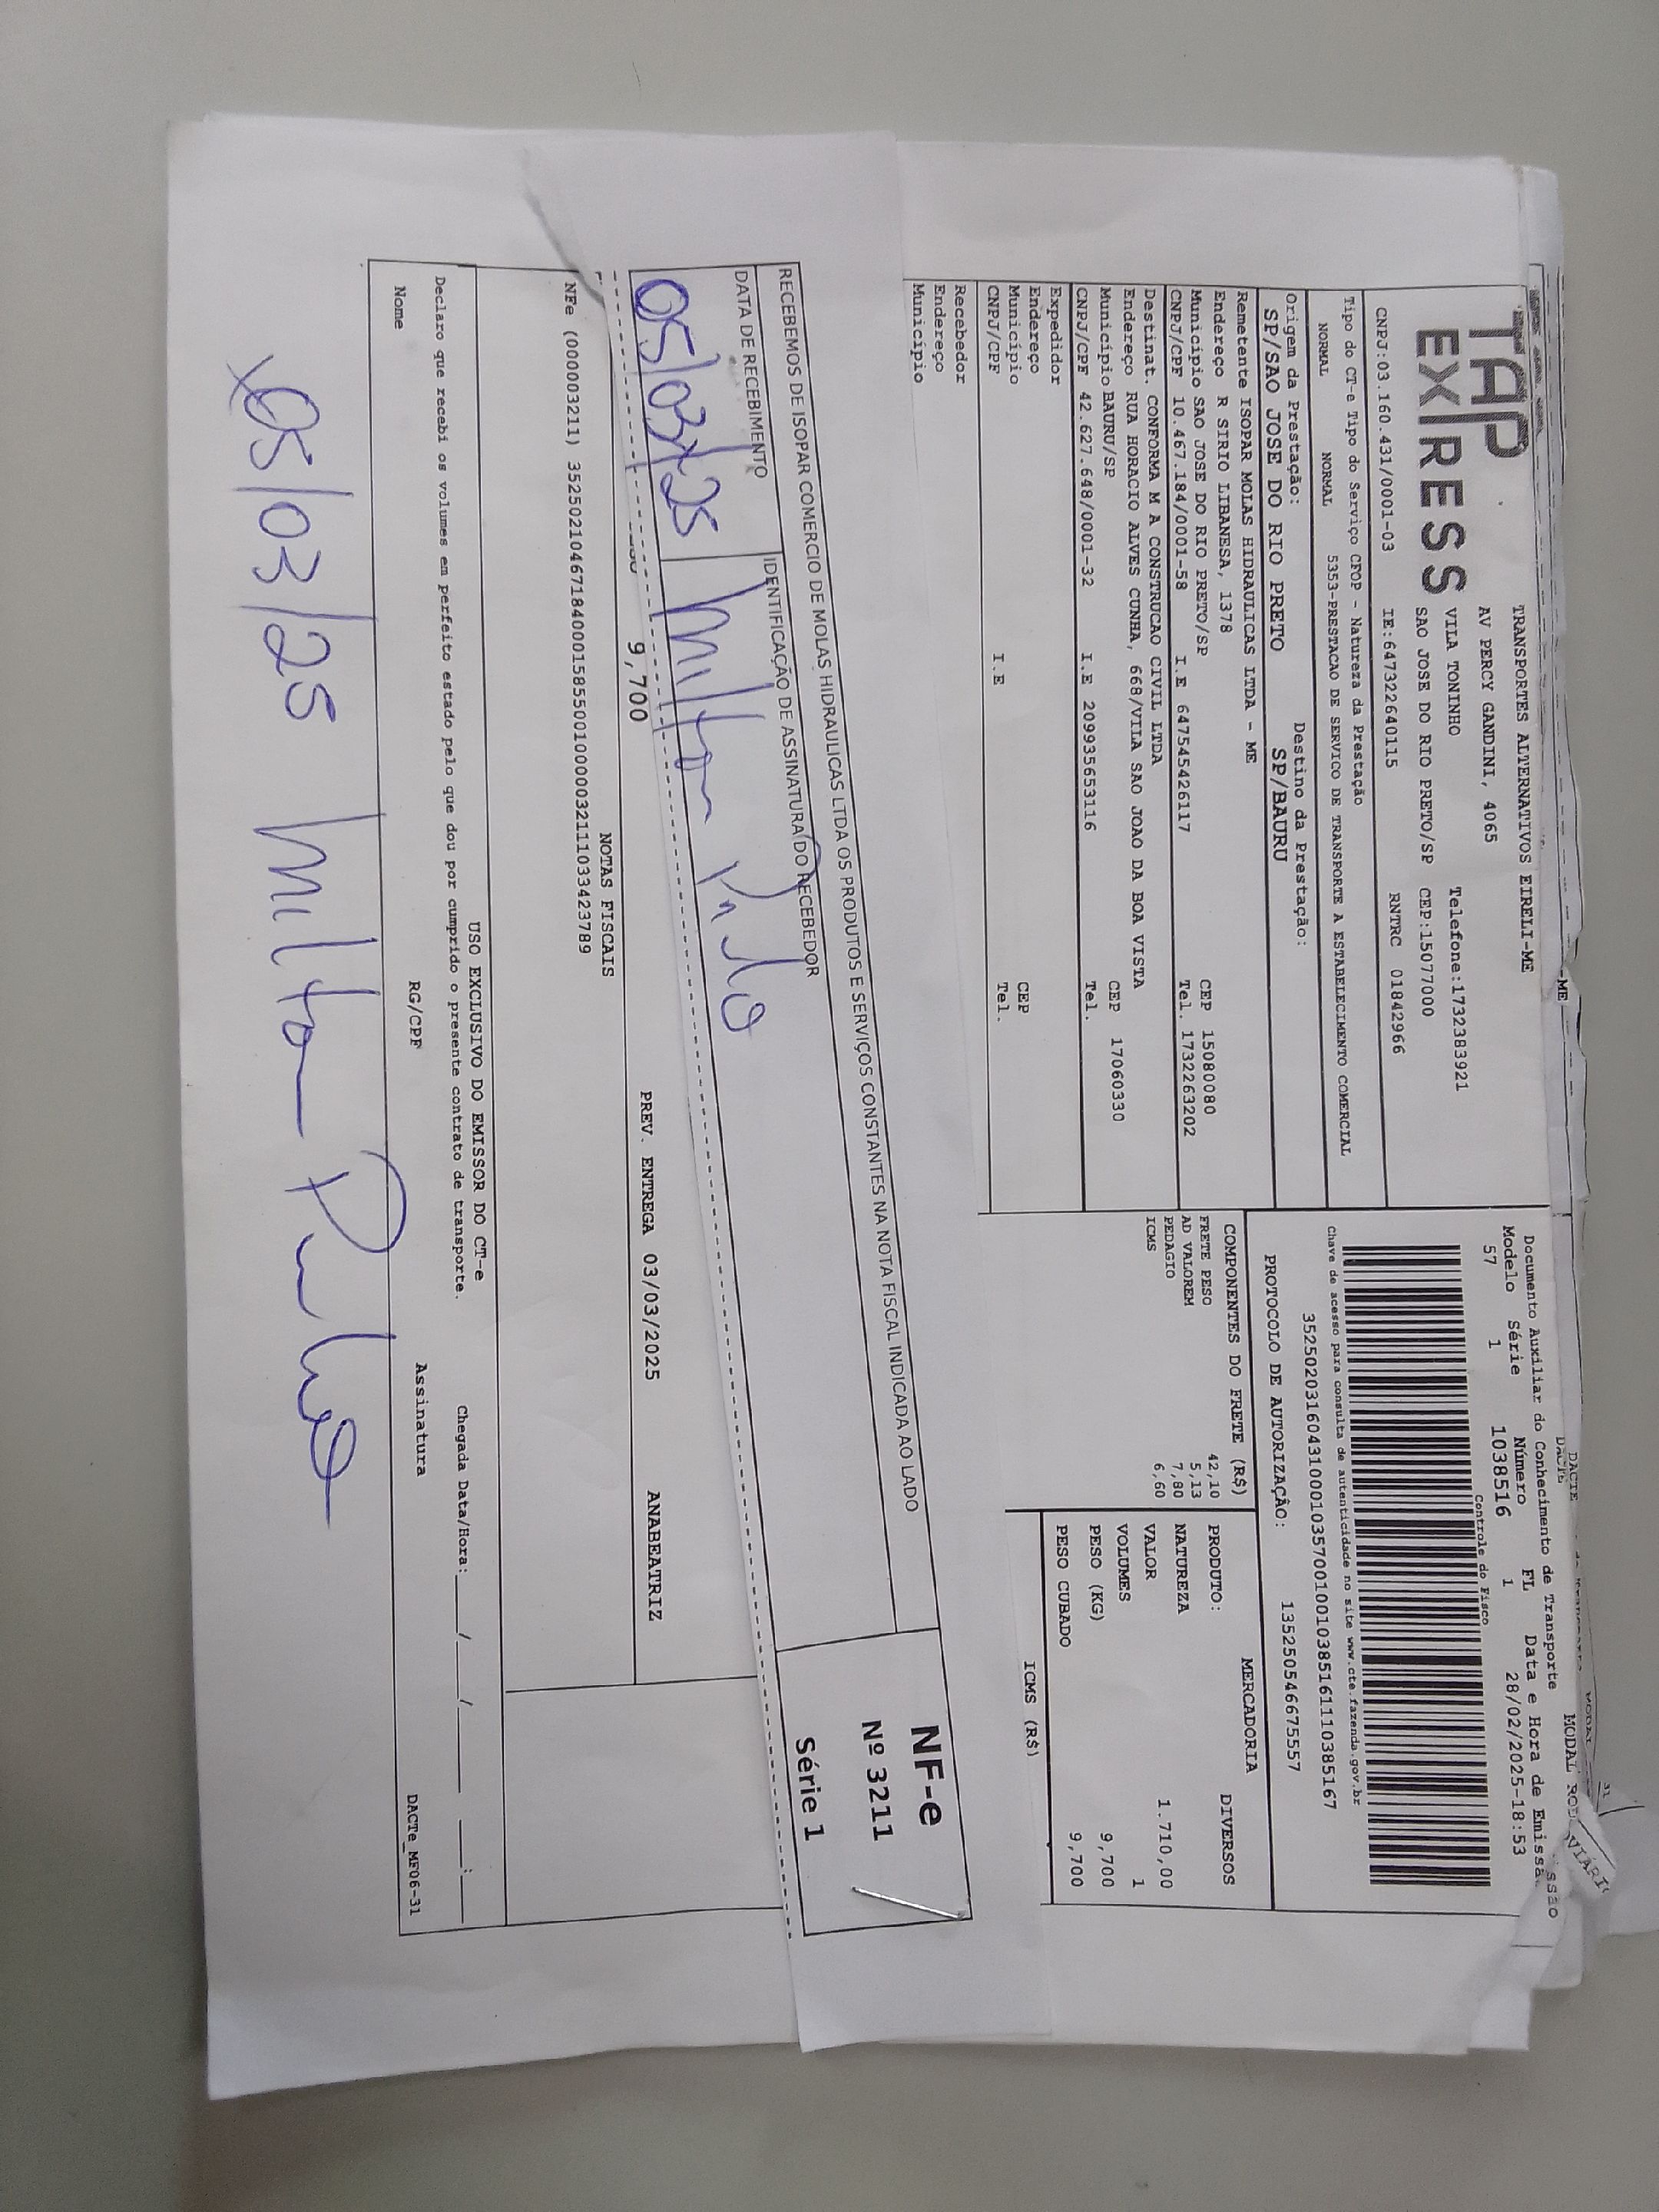 TAP
EXPRESS
TRANSPORTES ALTERNATIVOS EIRELI-ME
AV PERCY GANDINI, 4065
VILA TONINHO Telefone:1732383921
SAO JOSE DO RIO PRETO/SP CEP:15077000
CNPJ:03.160.431/0001-03 IE:647322640115 RNTRC 01842966
Tipo do CT-e Tipo do Serviço CFOP - Natureza da Prestação
NORMAL NORMAL 5353-PRESTACAO DE SERVICO DE TRANSPORTE A ESTABELECIMENTO COMERCIAL
Origem da Prestação: Destino da Prestação:
SP/SAO JOSE DO RIO PRETO SP/BAURU
Remetente ISOPAR MOLAS HIDRAULICAS LTDA - ME
Endereço R SIRIO LIBANESA, 1378 CEP 15080080
Município SAO JOSE DO RIO PRETO/SP Tel. 1732263202
CNPJ/CPF 10.467.184/0001-58 I.E 647545426117
Destinat. CONFORMA M A CONSTRUCAO CIVIL LTDA
Endereço RUA HORACIO ALVES CUNHA, 668/VILA SAO JOAO DA BOA VISTA
Município BAURU/SP CEP 17060330
CNPJ/CPF 42.627.648/0001-32 I.E 209935653116 Tel.
Expedidor
Endereço
Município CEP
CNPJ/CPF I.E Tel.
Recebedor
Endereço
Município
DACTE MODAL
Documento Auxiliar do Conhecimento de Transporte
Modelo Série Número FL Data e Hora de Emissã
57 1 1038516 1 28/02/2025-18:53
Controle do Fisco
Chave de acesso para consulta de autenticidade no site www.cte.fazenda.gov.br
35250203160431000103570010010385161110385167
PROTOCOLO DE AUTORIZAÇÃO: 135250546675557
COMPONENTES DO FRETE (R$)
FRETE PESO 42,10
AD VALOREM 5,13
PEDAGIO 7,80
ICMS 6,60
MERCADORIA
PRODUTO: DIVERSOS
NATUREZA
VALOR 1.710,00
VOLUMES 1
PESO (KG) 9,700
PESO CUBADO 9,700
ICMS (R$)
RECEBEMOS DE ISOPAR COMERCIO DE MOLAS HIDRAULICAS LTDA OS PRODUTOS E SERVIÇOS CONSTANTES NA NOTA FISCAL INDICADA AO LADO
DATA DE RECEBIMENTO IDENTIFICAÇÃO DE ASSINATURA DO RECEBEDOR
05/03/25 Milton
NF-e
Nº 3211
Série 1
9,700 PREV. ENTREGA 03/03/2025 ANABEATRIZ
NOTAS FISCAIS
NFe (000003211) 35250210467184000158550010000032111033423789
USO EXCLUSIVO DO EMISSOR DO CT-e
Declaro que recebi os volumes em perfeito estado pelo que dou por cumprido o presente contrato de transporte. Chegada Data/Hora:___/___/_____ ___:___
Nome RG/CPF Assinatura DACTe_MF06-31
x05/03/25 Milton